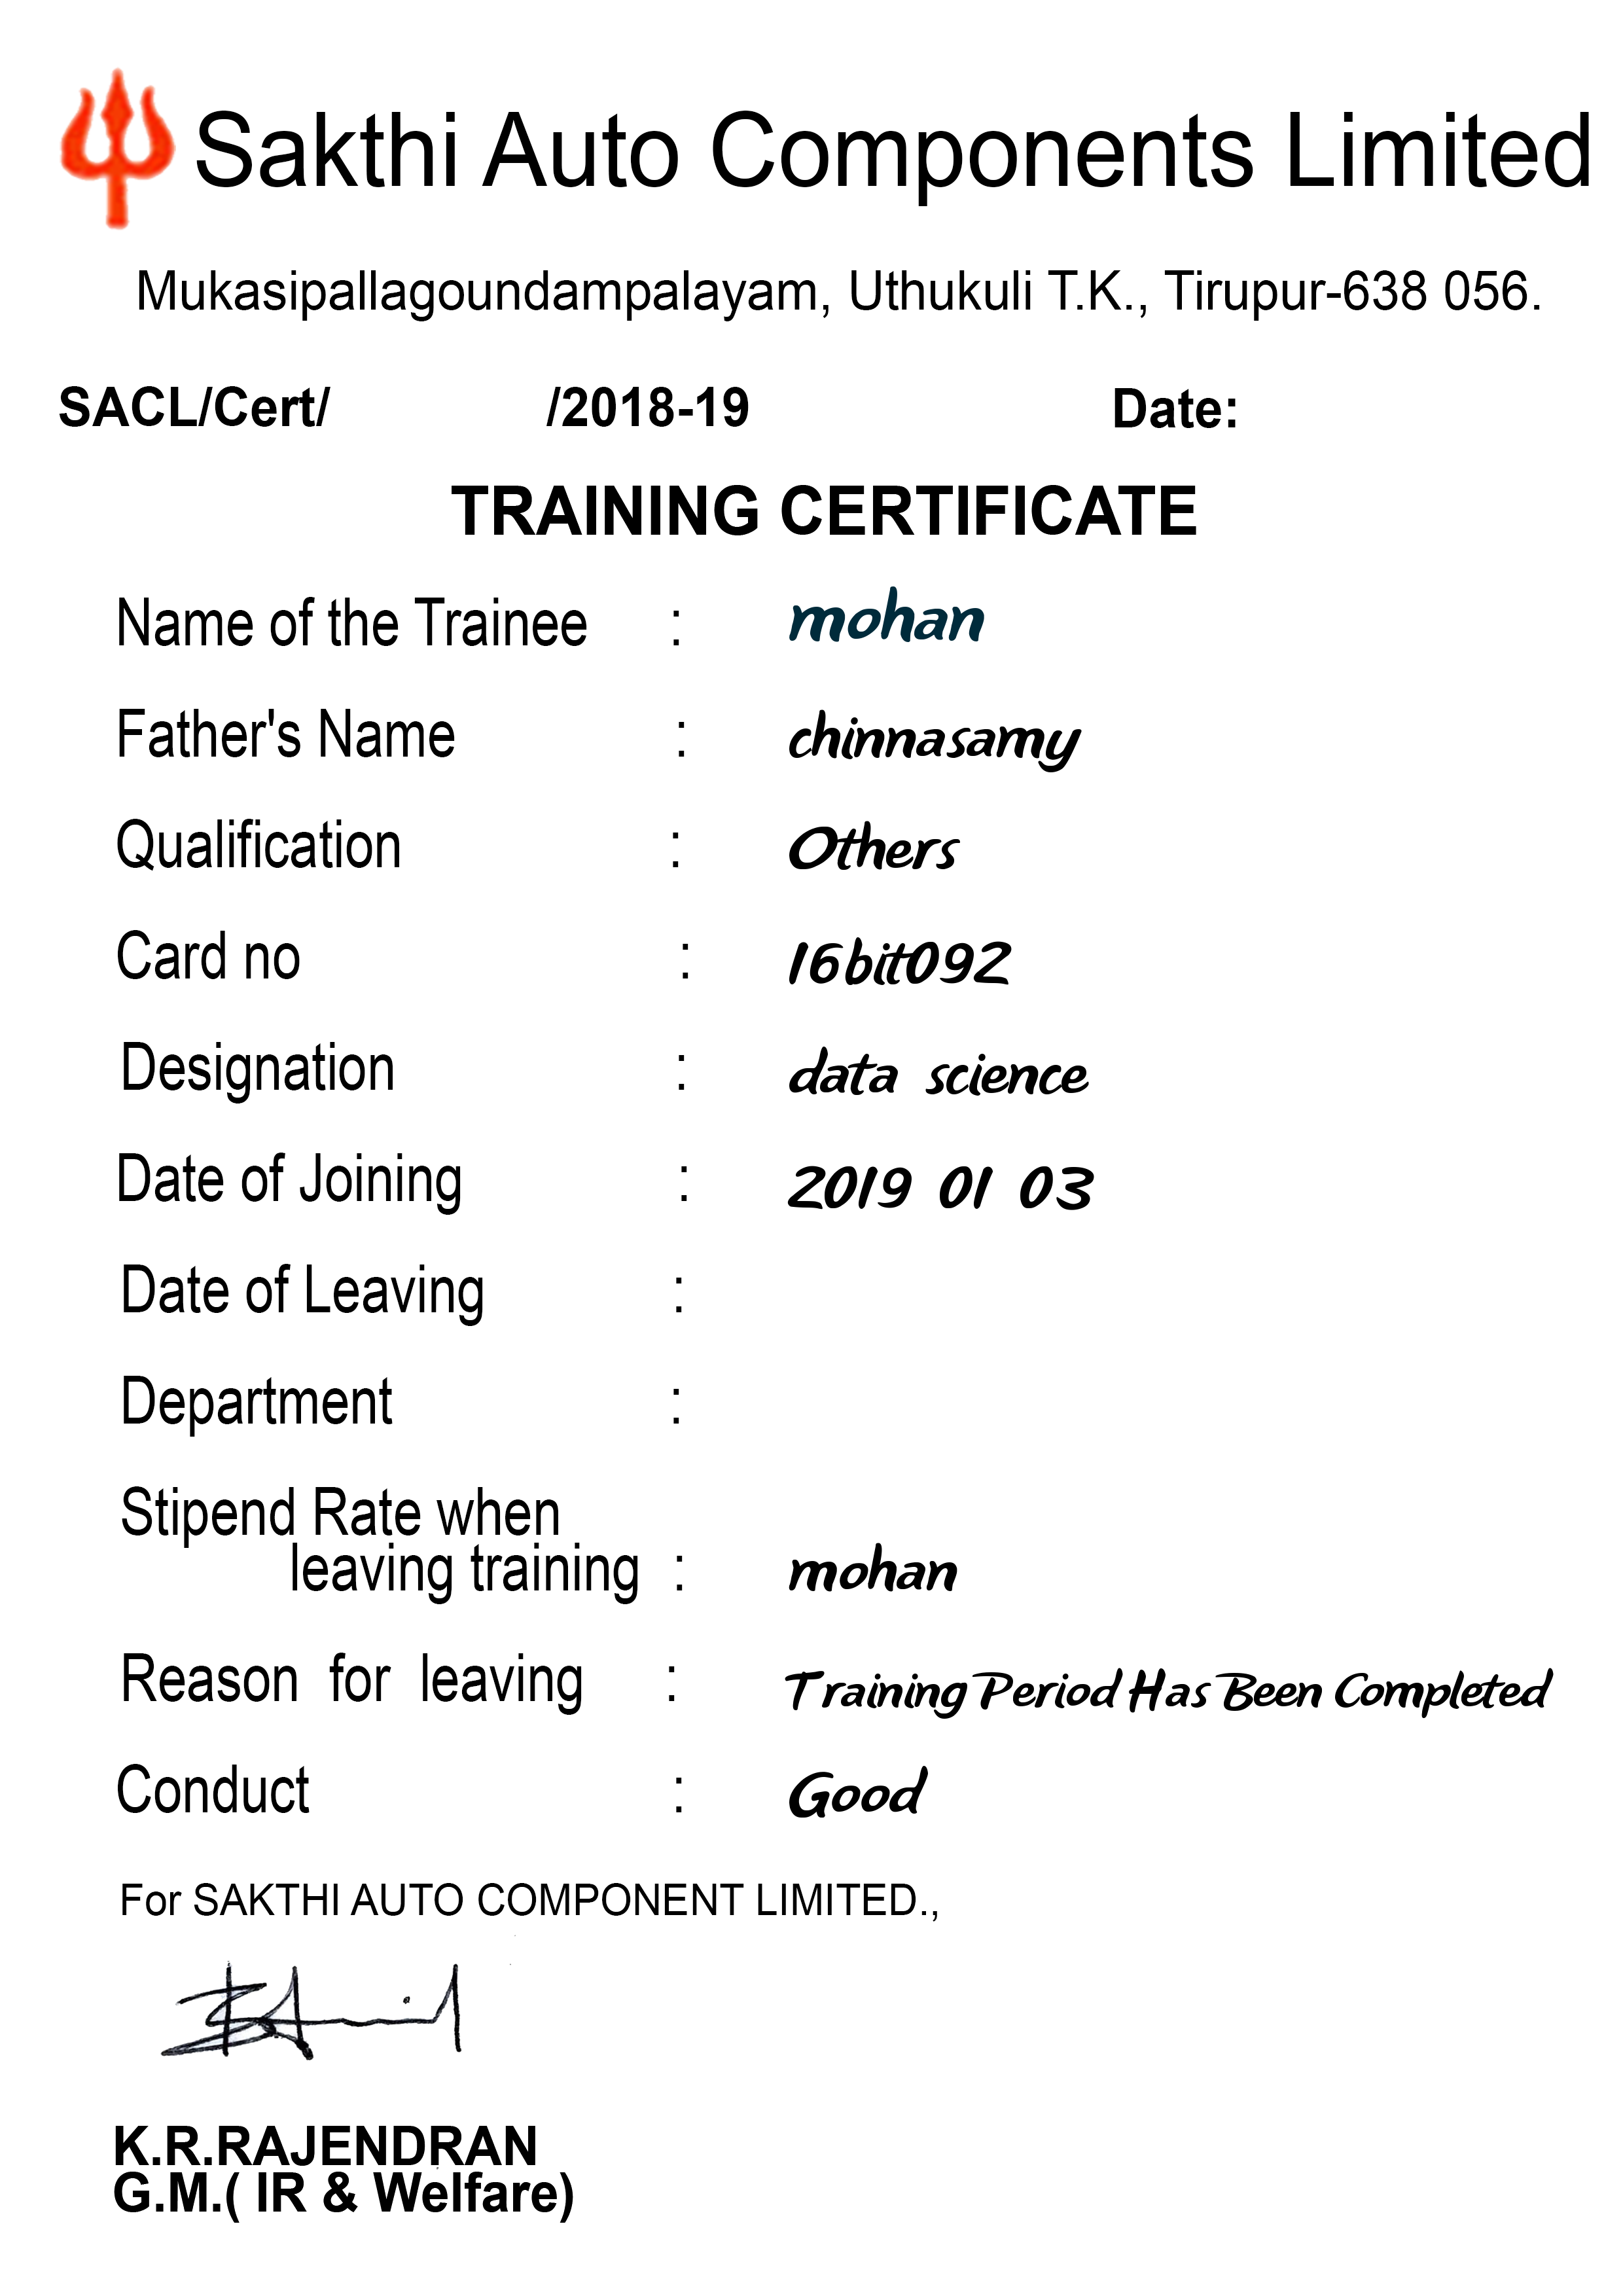 Sakthi Auto Components Limited
Mukasipallagoundampalayam, Uthukuli T.K., Tirupur-638 056.
SACL/Cert/ /2018-19 Date:
TRAINING CERTIFICATE
Name of the Trainee : mohan
Father's Name : chinnasamy
Qualification : Others
Card no : 16bit092
Designation : data science
Date of Joining : 2019 01 03
Date of Leaving :
Department :
Stipend Rate when
leaving training : mohan
Reason for leaving : Training Period Has Been Completed
Conduct : Good
For SAKTHI AUTO COMPONENT LIMITED.,
K.R.RAJENDRAN
G.M.( IR & Welfare)